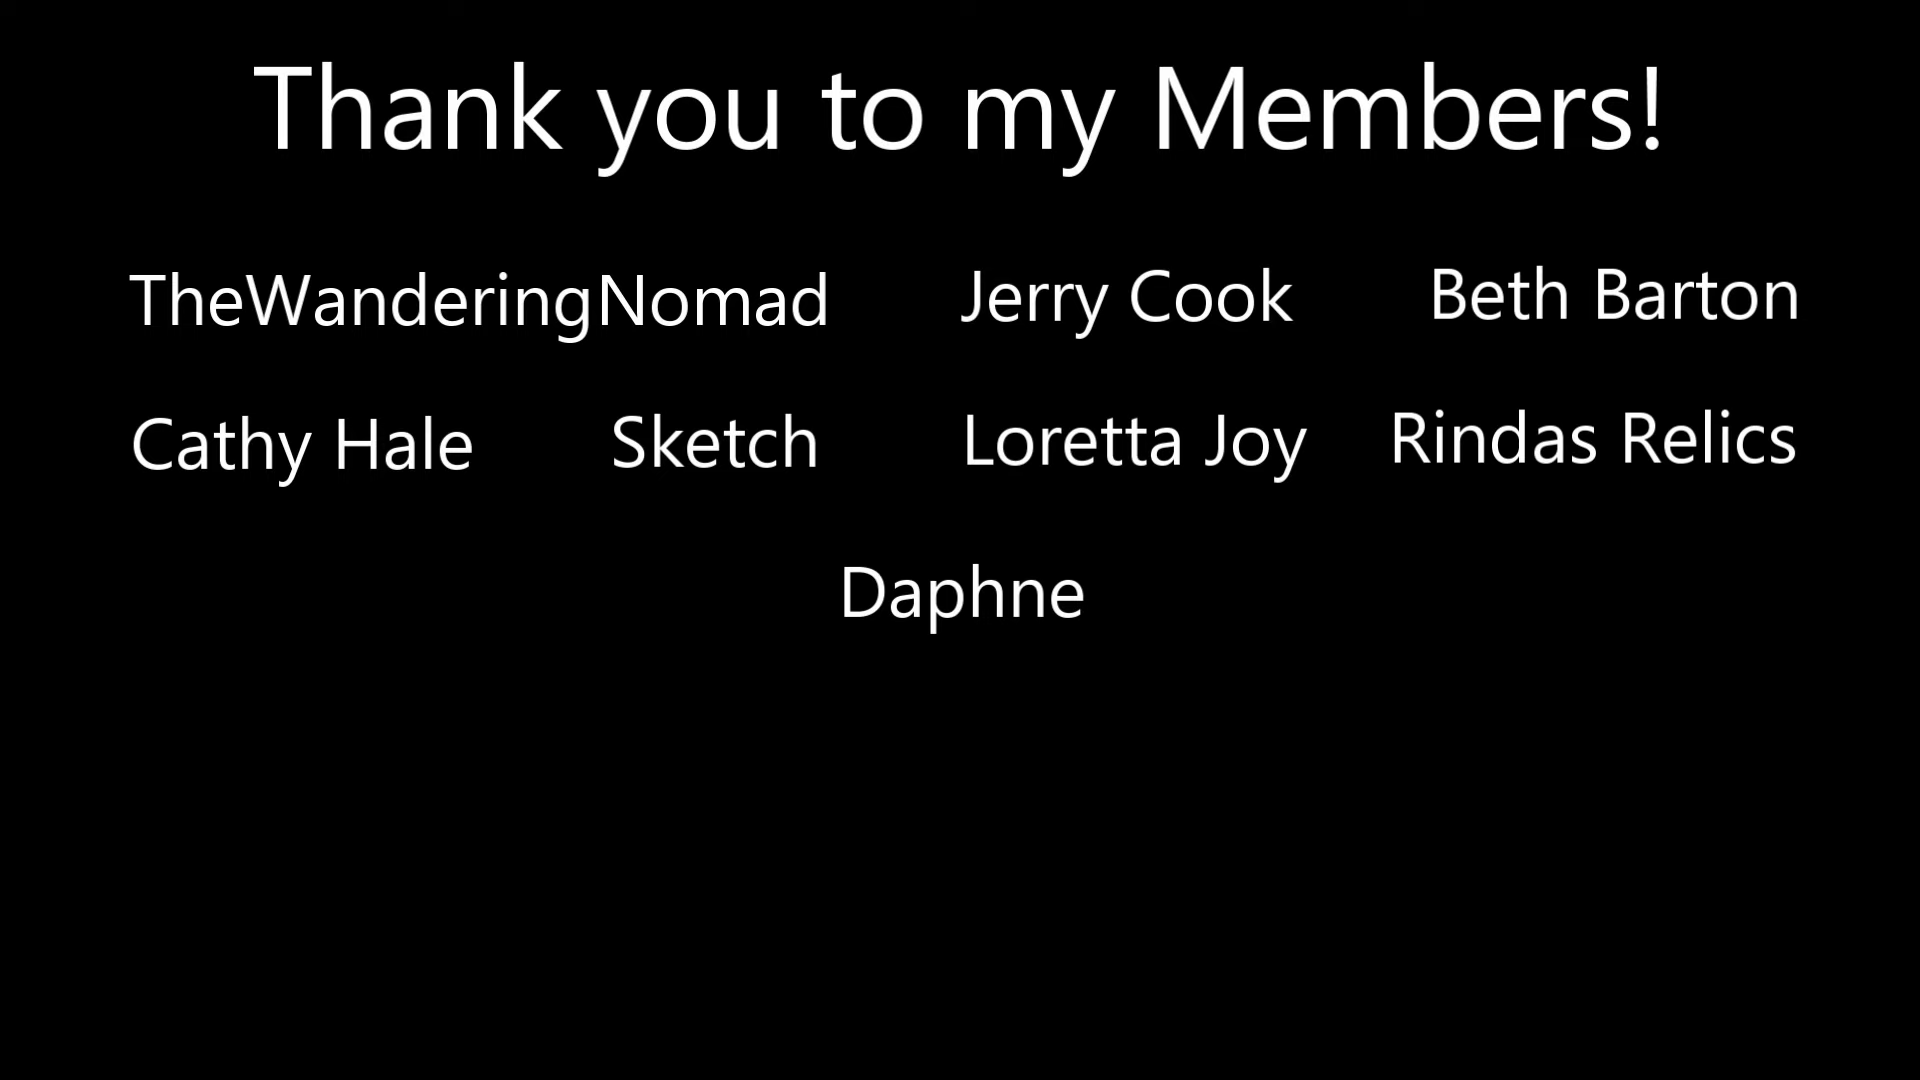 Thank you to my Members!
TheWanderingNomad Jerry Cook Beth Barton
Cathy Hale Sketch Loretta Joy Rindas Relics
Daphne